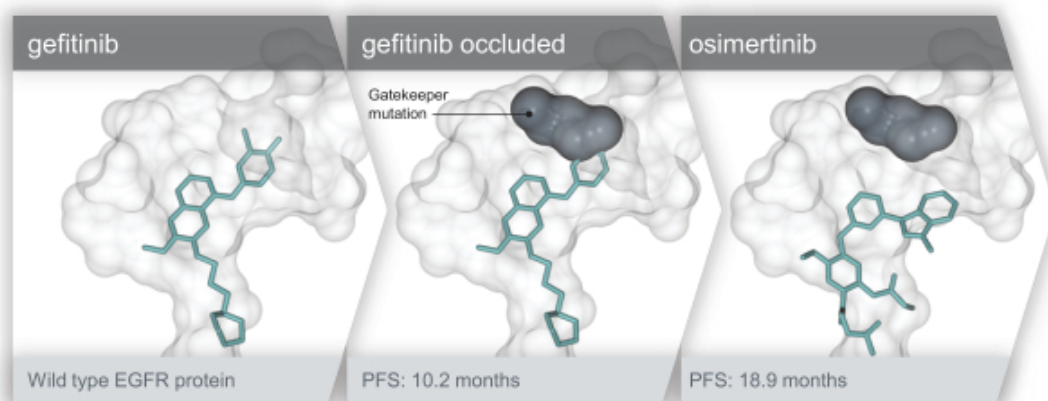 gefitinib
gefitinib occluded
osimertinib
Gatekeeper
mutation
Wild type EGFR protein
PFS: 10.2 months
PFS: 18.9 months